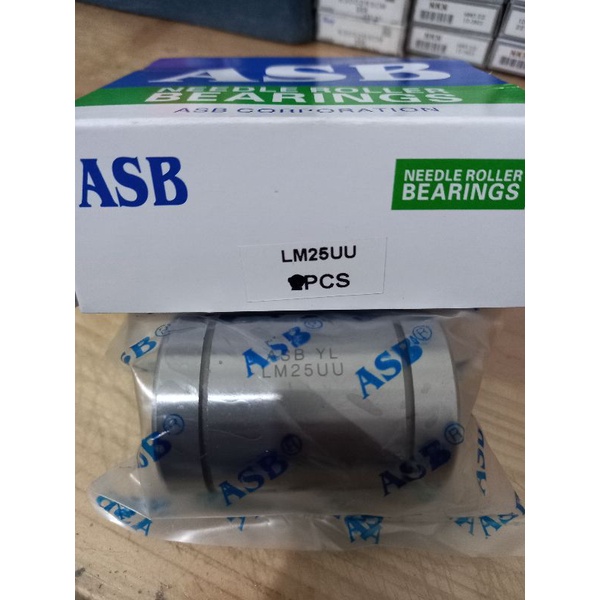 ASB
NEEDLE ROLLER
BEARINGS
ASB CORPORATION
ASB
NEEDLE ROLLER
BEARINGS
LM25UU
PCS
ASB YL
LM25UU
ASB®
ASB®
ASB®
ASB®
ASB®
ASB